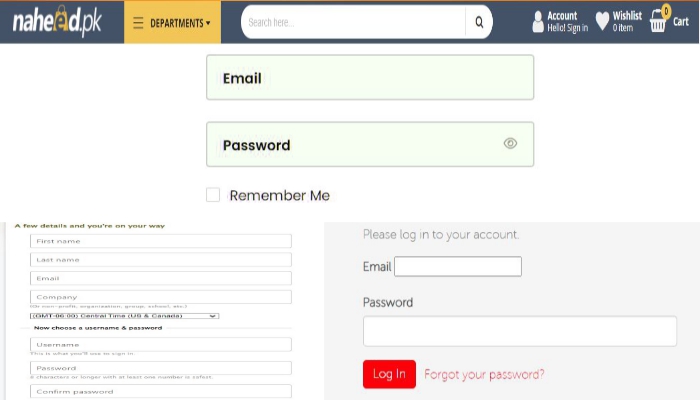 naheed.pk
DEPARTMENTS
Search here...
Account
Hello! Sign in
Wishlist
0 item
0
Cart
Email
Password
Remember Me
A few details and you're on your way
First name
Last name
Email
Company
(Or non-profit, organisation, group, school, etc.)
(GMT-06:00) Central Time (US & Canada)
Now choose a username & password
Username
This is what you'll use to sign in
Password
6 characters or longer with at least one number is safest.
Confirm password
Please log in to your account.
Email
Password
Log In
Forgot your password?